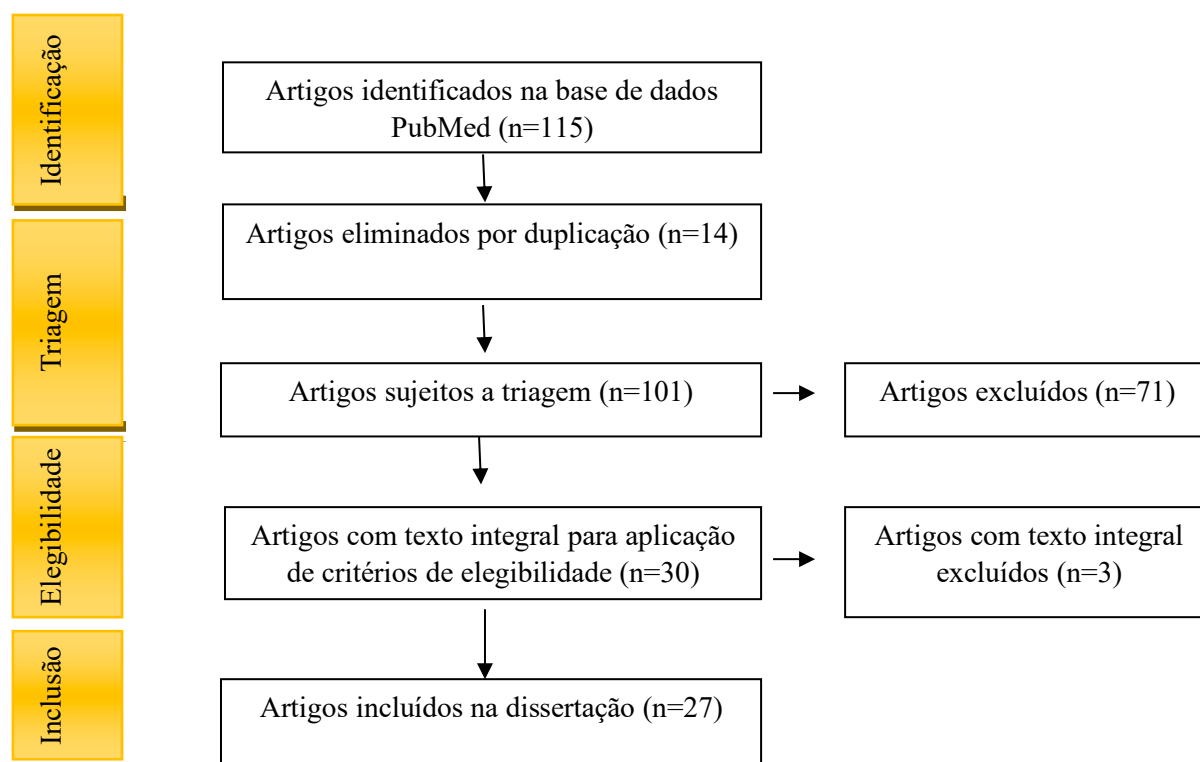 Identificação
Artigos identificados na base de dados
PubMed (n=115)
Triagem
Artigos eliminados por duplicação (n=14)
Artigos sujeitos a triagem (n=101)
Artigos excluídos (n=71)
Elegibilidade
Artigos com texto integral para aplicação
de critérios de elegibilidade (n=30)
Artigos com texto integral
excluídos (n=3)
Inclusão
Artigos incluídos na dissertação (n=27)